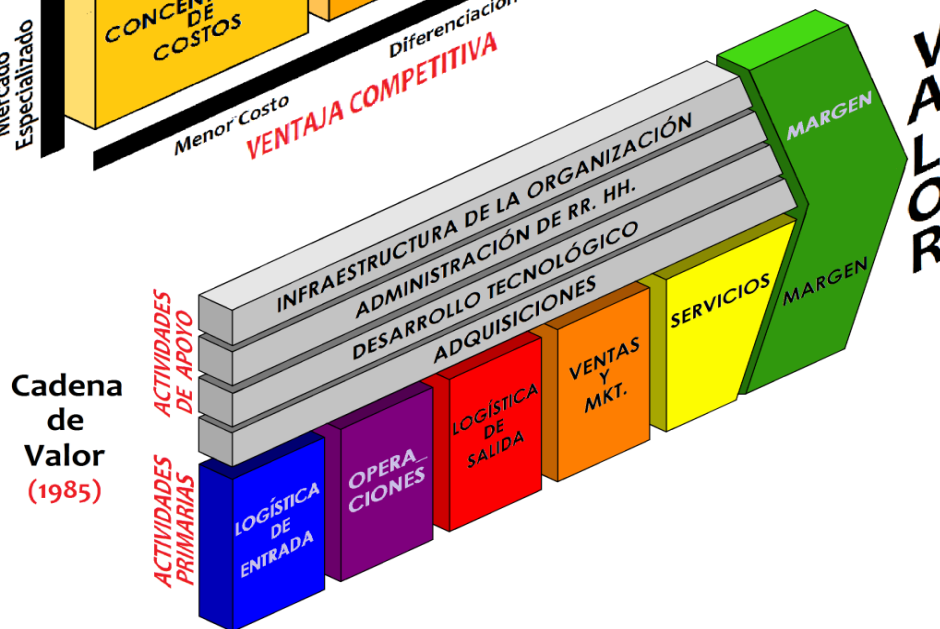 CONCEN
DE
COSTOS
Mercado
Especializado
Menor Costo
Diferenciación
VENTAJA COMPETITIVA
VALOR
INFRAESTRUCTURA DE LA ORGANIZACIÓN
ADMINISTRACIÓN DE RR. HH.
DESARROLLO TECNOLÓGICO
ADQUISICIONES
MARGEN
MARGEN
ACTIVIDADES
DE APOYO
Cadena
de
Valor
(1985)
ACTIVIDADES
PRIMARIAS
LOGÍSTICA
DE
ENTRADA
OPERA_
CIONES
LOGÍSTICA
DE
SALIDA
VENTAS
Y
MKT.
SERVICIOS